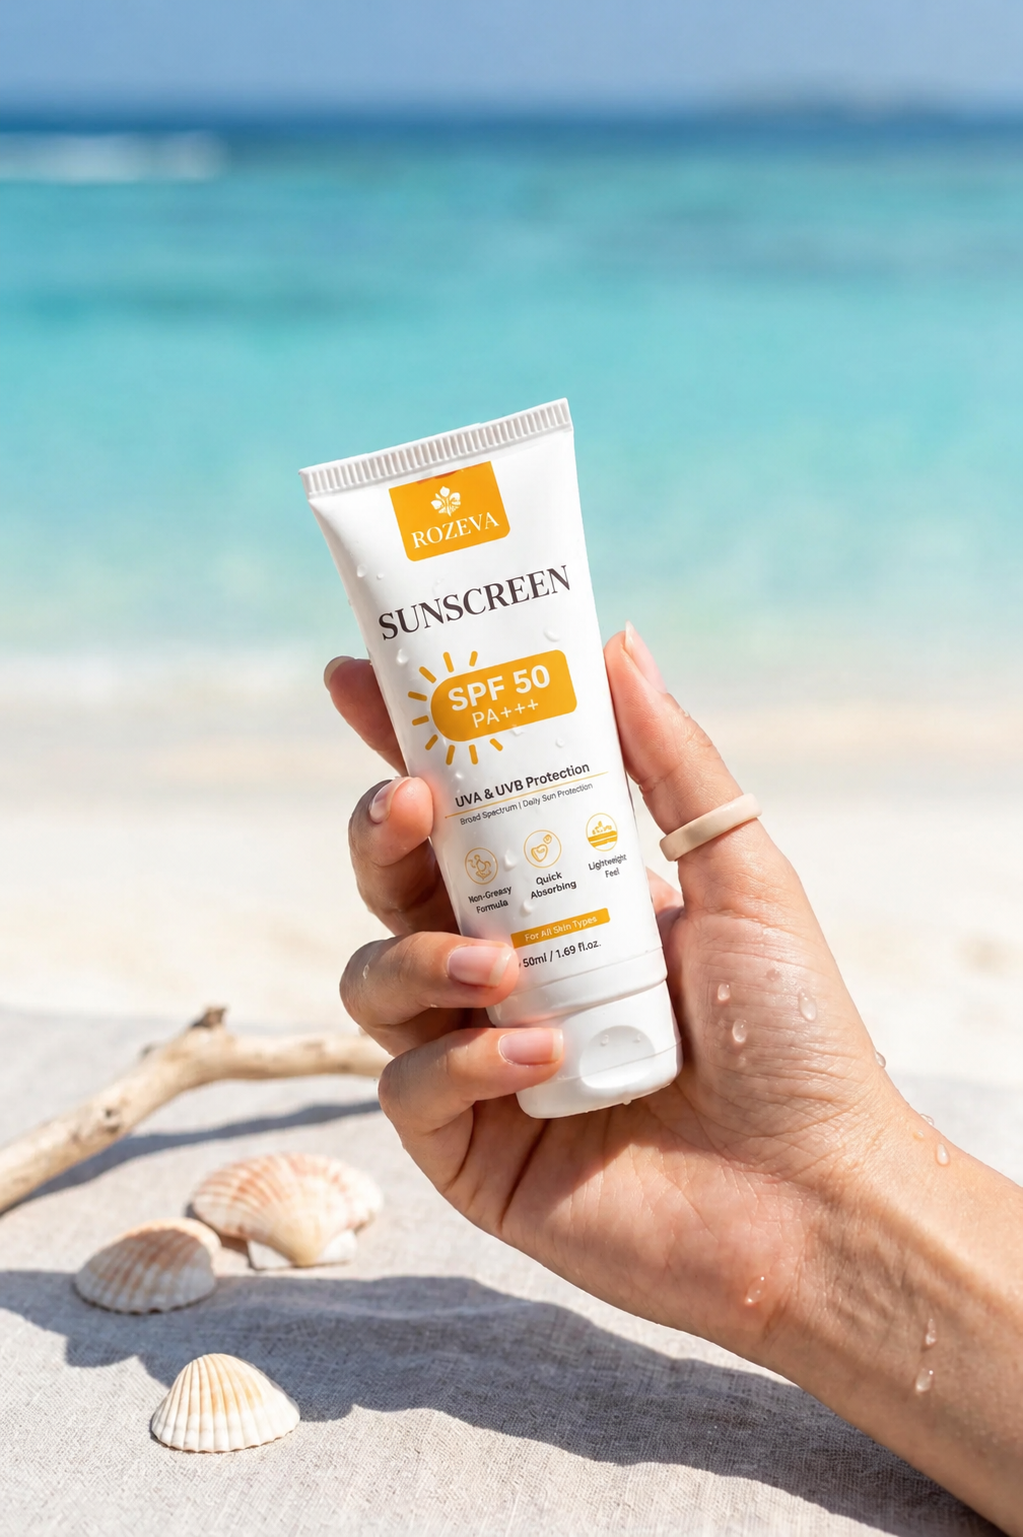 ROZEVA
SUNSCREEN
SPF 50
PA+++
UVA & UVB Protection
Broad Spectrum | Daily Sun Protection
Non-Greasy
Formula
Quick
Absorbing
Lightweight
Feel
For All Skin Types
50ml / 1.69 fl.oz.